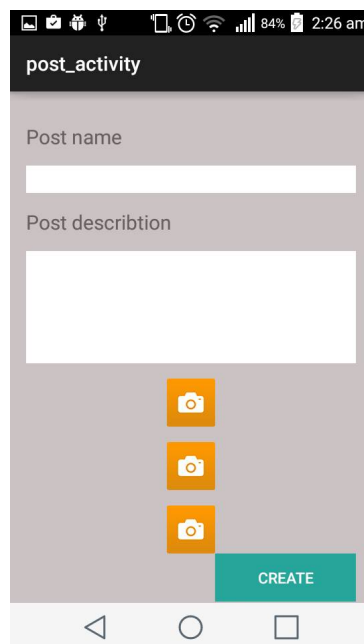 84% 2:26 am
post_activity
Post name
Post describtion
CREATE